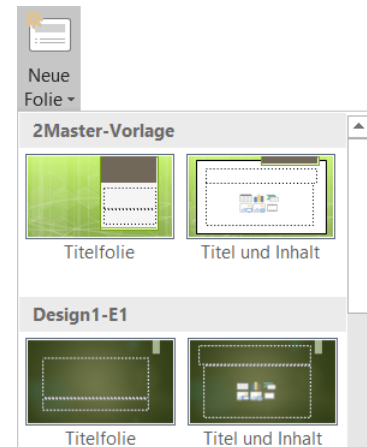 Neue
Folie
2Master-Vorlage
Titelfolie
Titel und Inhalt
Design1-E1
Titelfolie
Titel und Inhalt